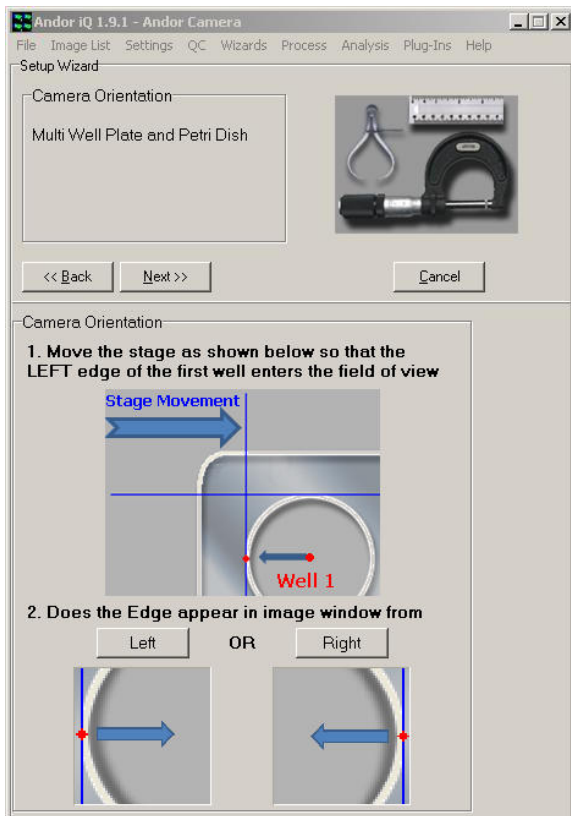 Andor iQ 1.9.1 - Andor Camera
File Image List Settings QC Wizards Process Analysis Plug-Ins Help
Setup Wizard
Camera Orientation
Multi Well Plate and Petri Dish
<< Back Next >> Cancel
Camera Orientation
1. Move the stage as shown below so that the
LEFT edge of the first well enters the field of view
Stage Movement
Well 1
2. Does the Edge appear in image window from
Left OR Right